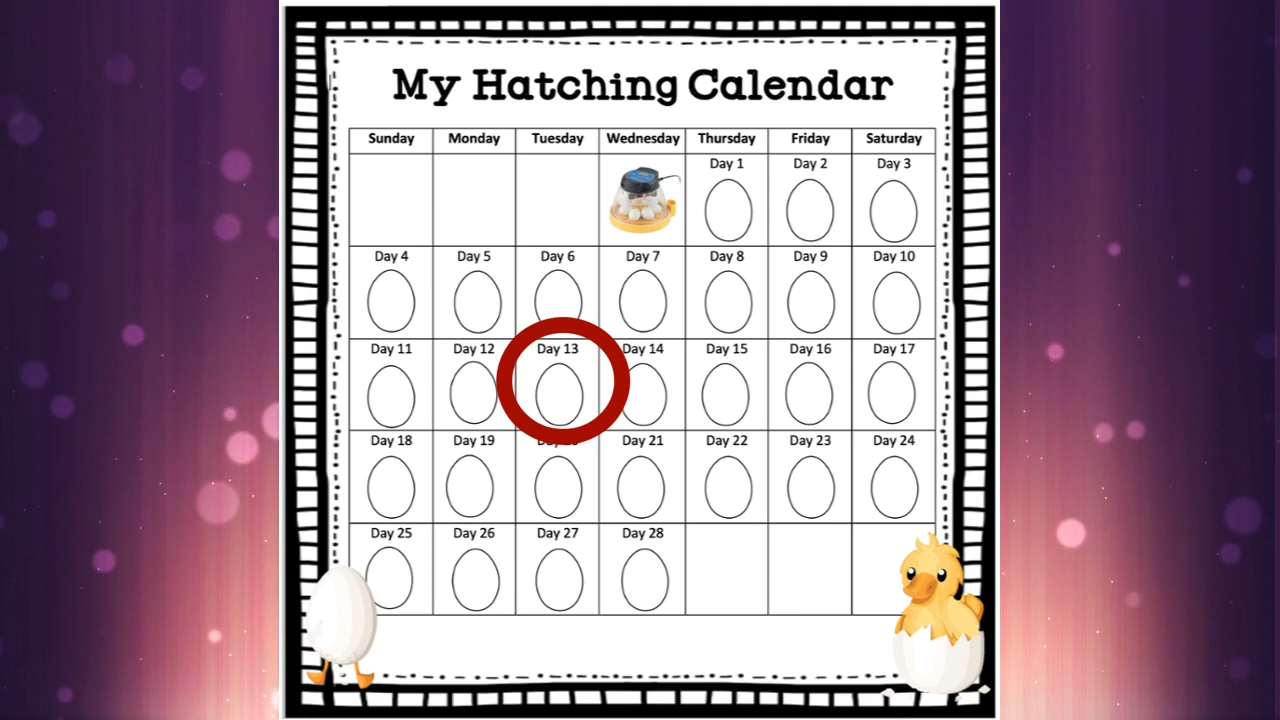 My Hatching Calendar
Sunday Monday Tuesday Wednesday Thursday Friday Saturday
Day 1 Day 2 Day 3
Day 4 Day 5 Day 6 Day 7 Day 8 Day 9 Day 10
Day 11 Day 12 Day 13 Day 14 Day 15 Day 16 Day 17
Day 18 Day 19 Day 21 Day 22 Day 23 Day 24
Day 25 Day 26 Day 27 Day 28